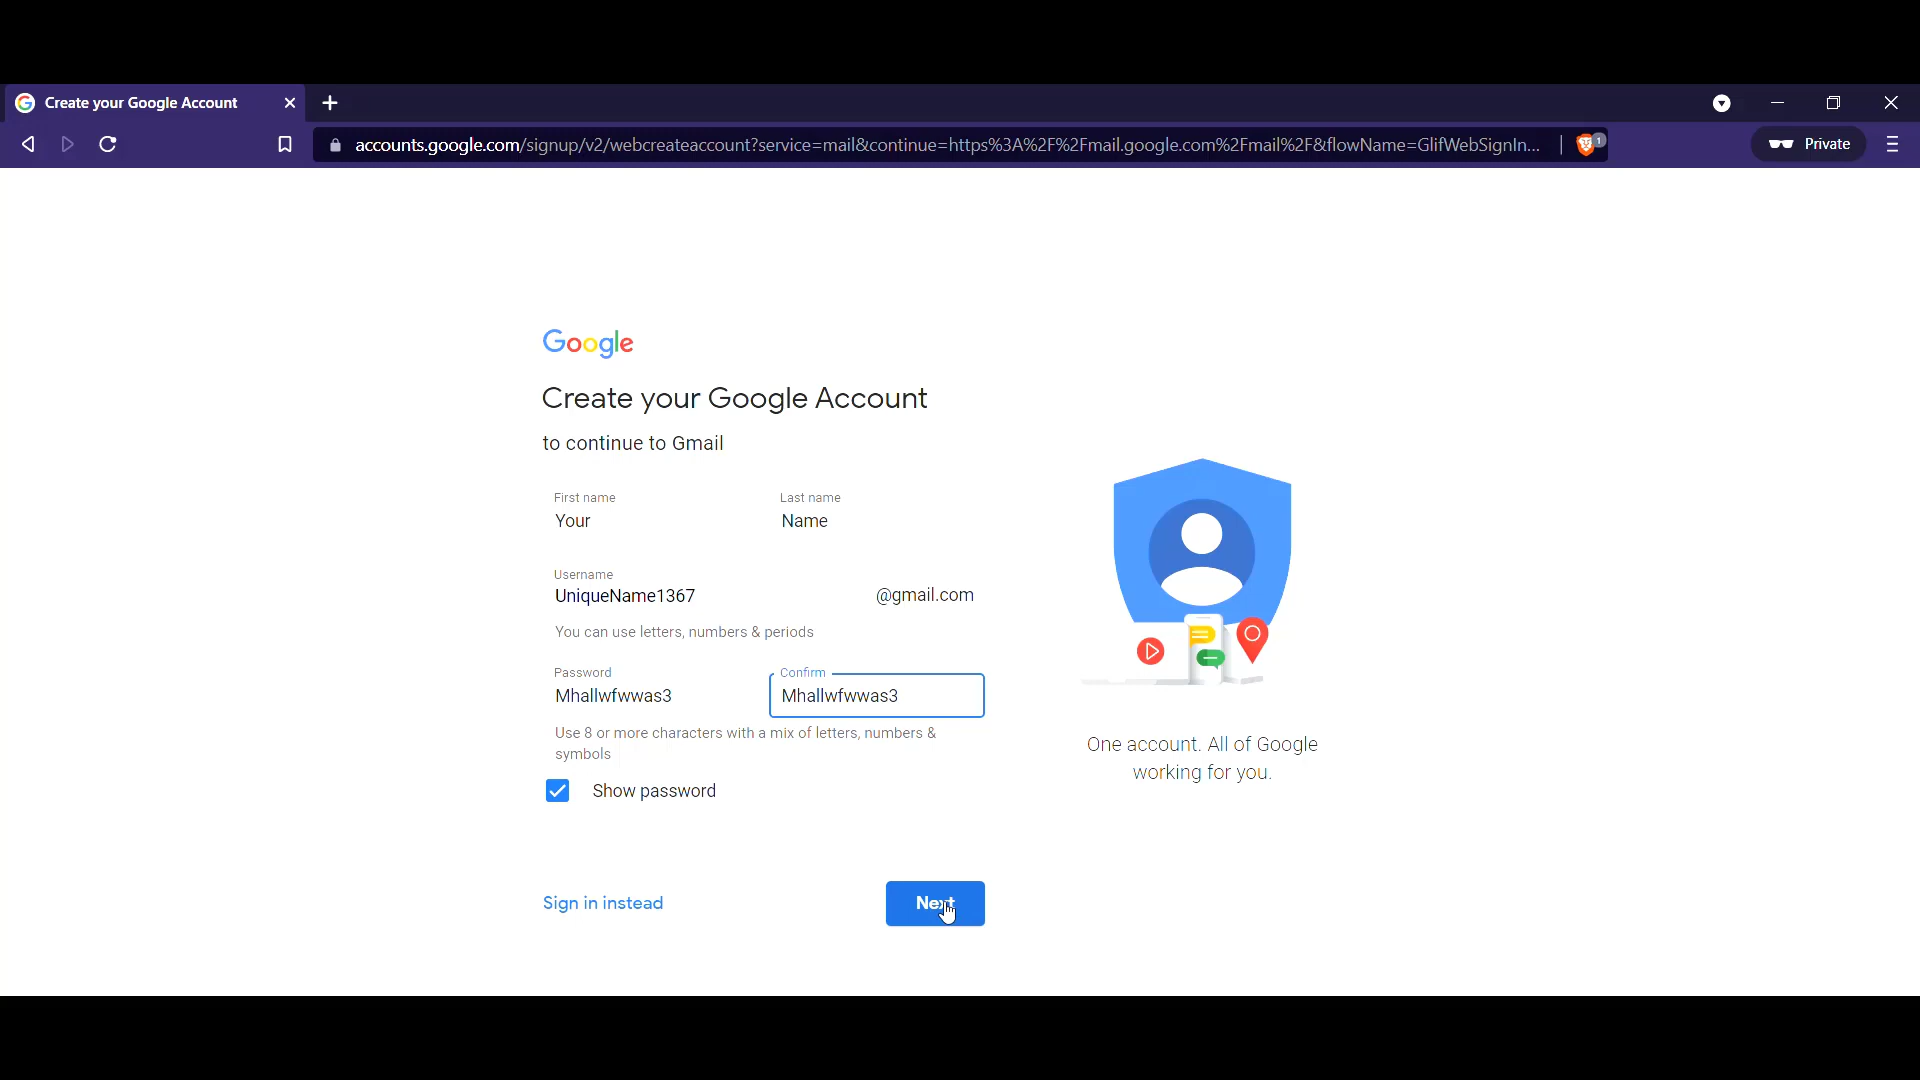 Create your Google Account
accounts.google.com/signup/v2/webcreateaccount?service=mail&continue=https%3A%2F%2Fmail.google.com%2Fmail%2F&flowName=GlifWebSignIn... 1 Private
Google
Create your Google Account
to continue to Gmail
First name Last name
Your Name
Username
UniqueName1367 @gmail.com
You can use letters, numbers & periods
Password Confirm
Mhallwfwwas3 Mhallwfwwas3
Use 8 or more characters with a mix of letters, numbers &
symbols
Show password
One account. All of Google
working for you.
Sign in instead Next